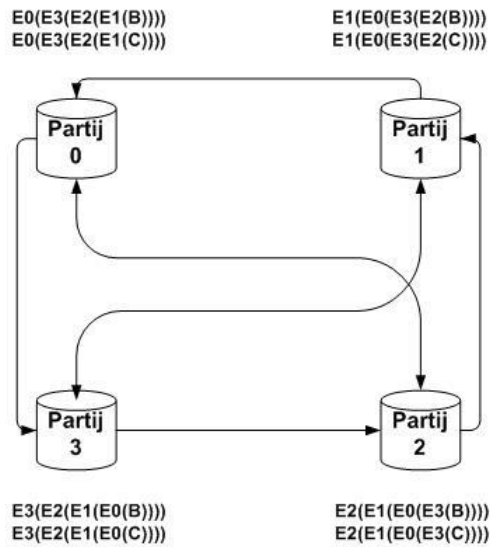 E0(E3(E2(E1(B))))
E0(E3(E2(E1(C))))
E1(E0(E3(E2(B))))
E1(E0(E3(E2(C))))
Partij
0
Partij
1
Partij
3
Partij
2
E3(E2(E1(E0(B))))
E3(E2(E1(E0(C))))
E2(E1(E0(E3(B))))
E2(E1(E0(E3(C))))